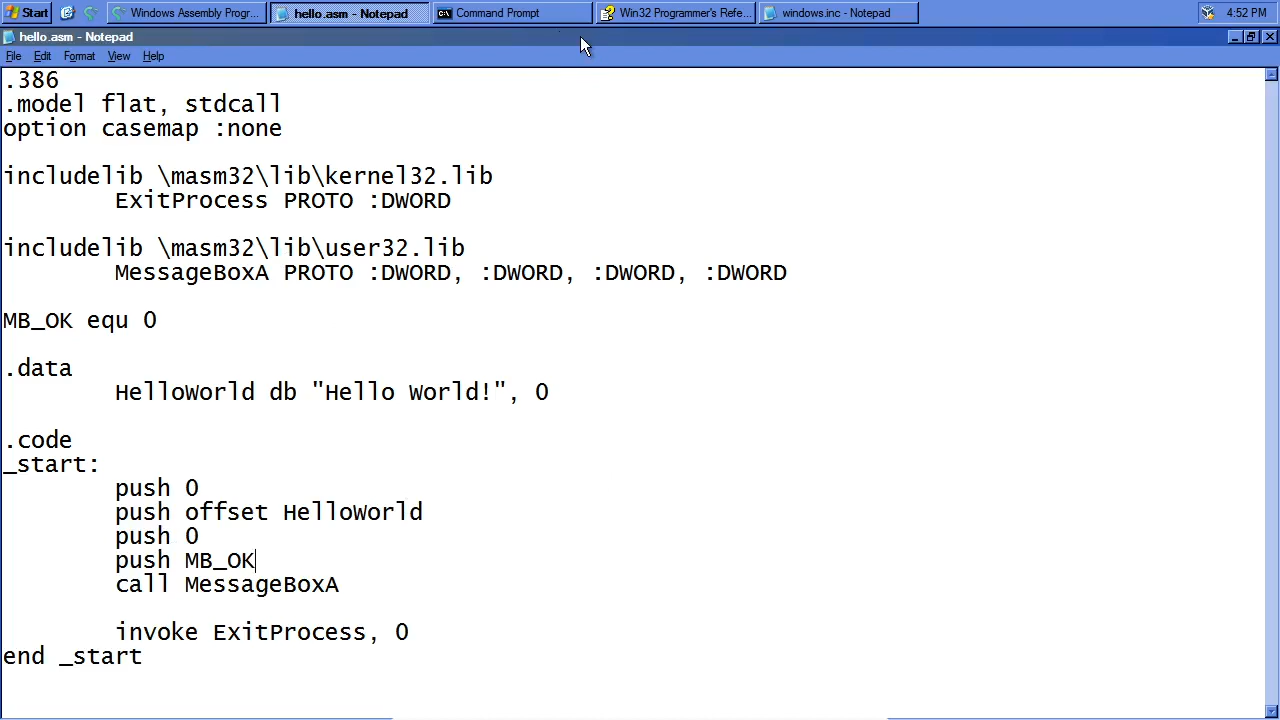 Start
Windows Assembly Progr...
hello.asm - Notepad
Command Prompt
Win32 Programmer's Refe...
windows.inc - Notepad
4:52 PM
hello.asm - Notepad
File Edit Format View Help
.386
.model flat, stdcall
option casemap :none
includelib \masm32\lib\kernel32.lib
ExitProcess PROTO :DWORD
includelib \masm32\lib\user32.lib
MessageBoxA PROTO :DWORD, :DWORD, :DWORD, :DWORD
MB_OK equ 0
.data
HelloWorld db "Hello World!", 0
.code
_start:
push 0
push offset HelloWorld
push 0
push MB_OK
call MessageBoxA
invoke ExitProcess, 0
end _start